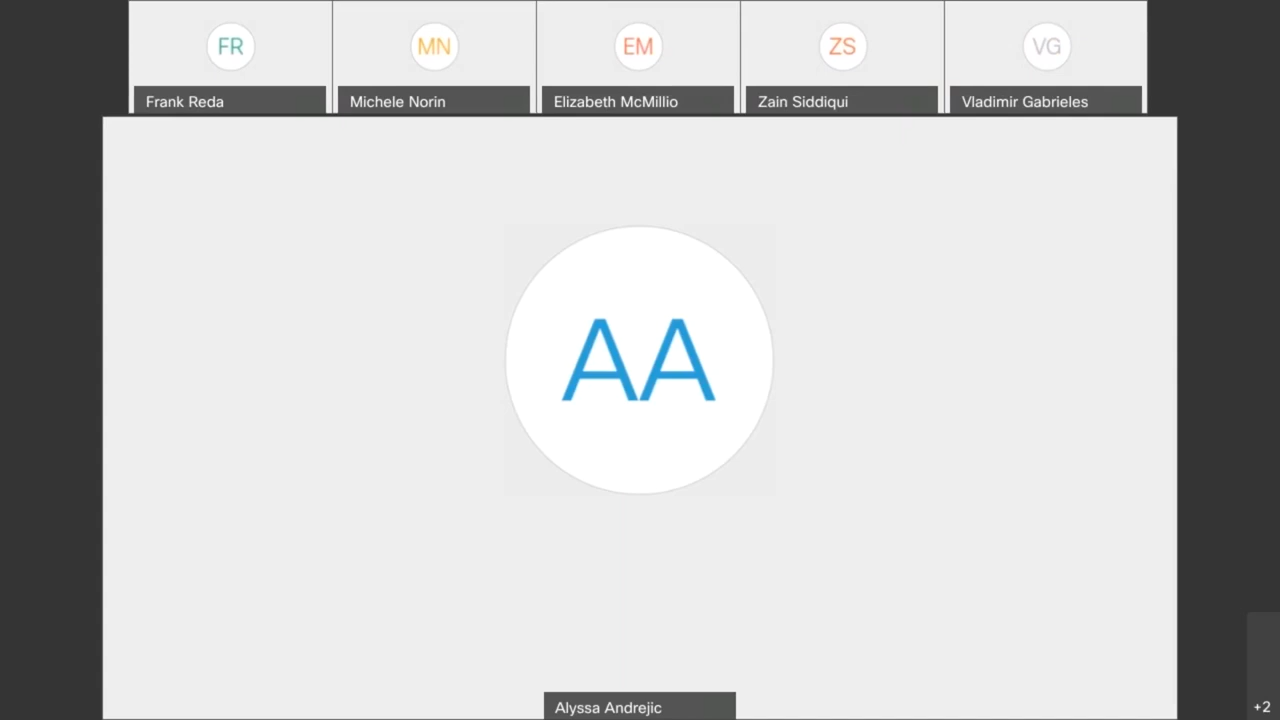 FR
MN
EM
ZS
VG
Frank Reda
Michele Norin
Elizabeth McMillio
Zain Siddiqui
Vladimir Gabrieles
AA
Alyssa Andrejic
+2